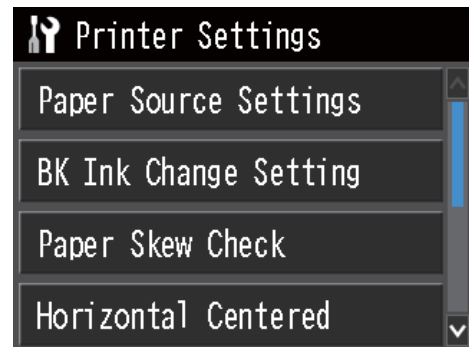 Printer Settings
Paper Source Settings
BK Ink Change Setting
Paper Skew Check
Horizontal Centered